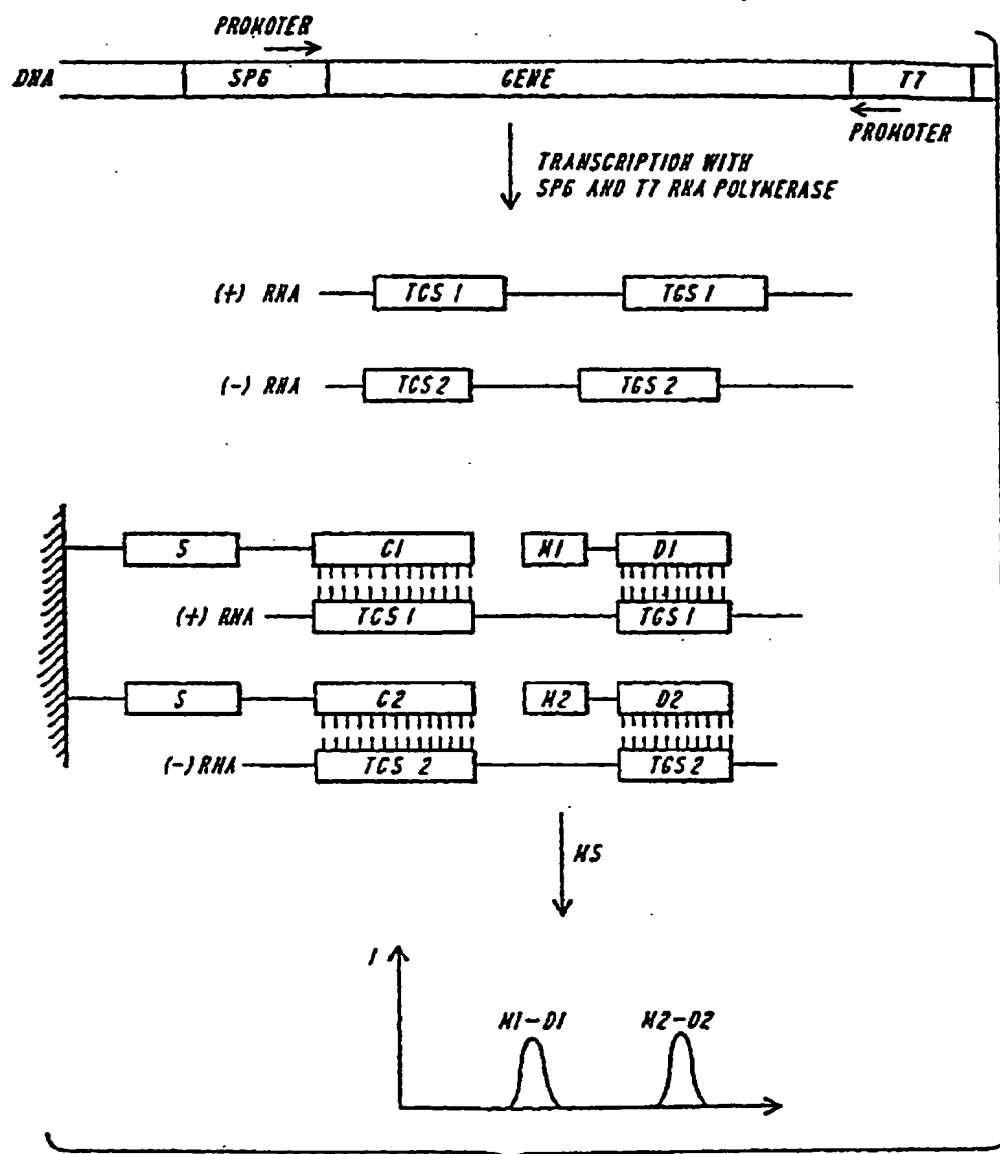 PROMOTER
DNA SP6 GENE T7
PROMOTER
TRANSCRIPTION WITH
SP6 AND T7 RNA POLYMERASE
(+) RNA TCS 1 TGS 1
(-) RNA TCS 2 TGS 2
S C1 M1 D1
(+) RNA TCS 1 TGS 1
S C2 M2 D2
(-) RNA TCS 2 TGS 2
MS
I
M1-D1 M2-D2